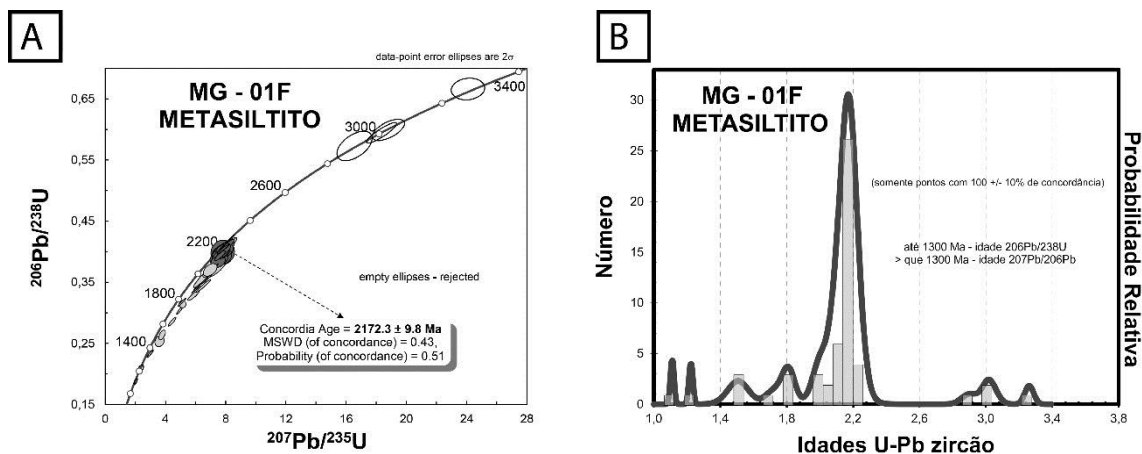 A
data-point error ellipses are 2σ
MG - 01F
METASILTITO
3400
3000
2600
2200
1800
1400
0,65
0,55
0,45
0,35
0,25
0,15
206Pb/238U
empty ellipses - rejected
Concordia Age = 2172.3 ± 9.8 Ma
MSWD (of concordance) = 0.43,
Probability (of concordance) = 0.51
0 4 8 12 16 20 24 28
207Pb/235U
B
MG - 01F
METASILTITO
(somente pontos com 100 +/- 10% de concordância)
até 1300 Ma - idade 206Pb/238U
> que 1300 Ma - idade 207Pb/206Pb
30
25
20
15
10
5
0
Número
Probabilidade Relativa
1,0 1,4 1,8 2,2 2,6 3,0 3,4
Idades U-Pb zircão